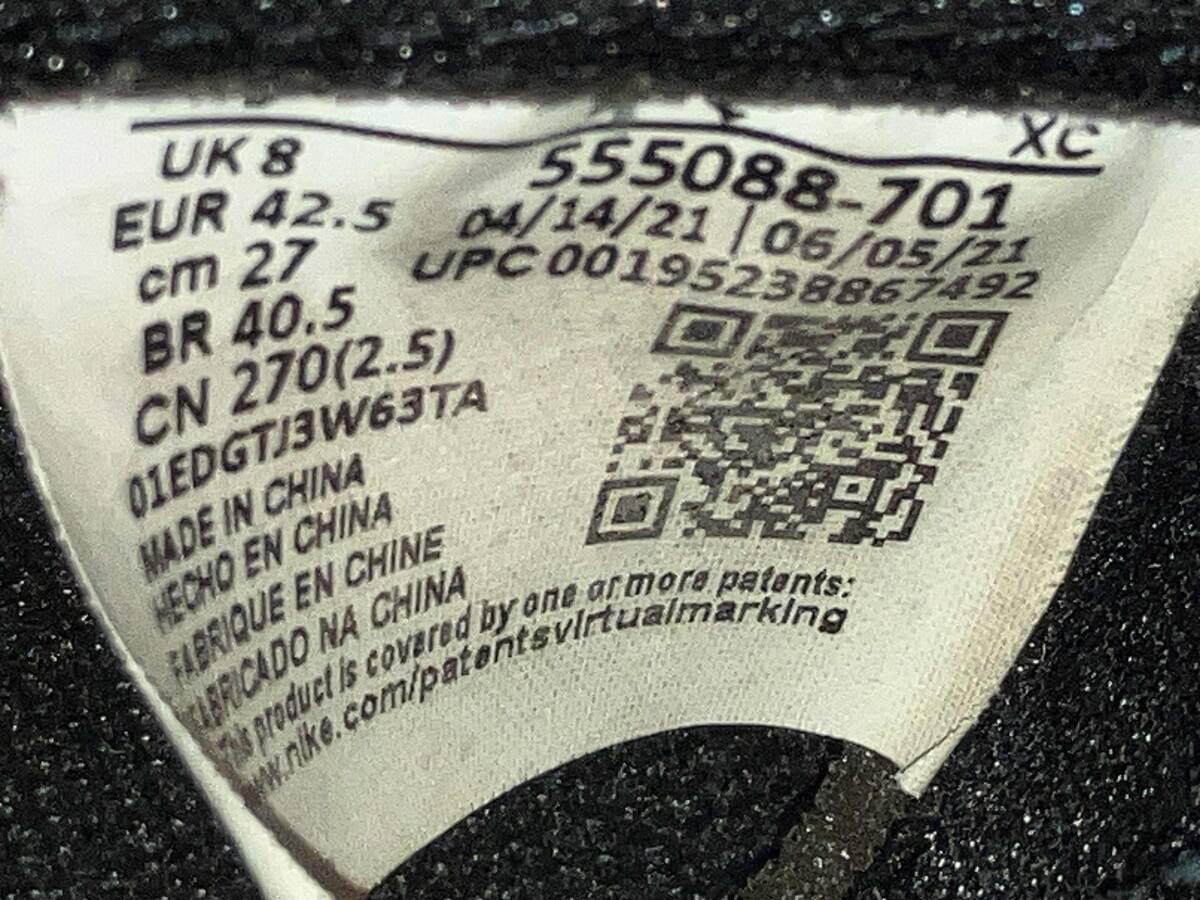 XC
UK 8
555088-701
EUR 42.5
04/14/21 | 06/05/21
cm 27
UPC 00195238867492
BR 40.5
CN 270(2.5)
01EDGTJ3W63TA
MADE IN CHINA
HECHO EN CHINA
FABRIQUE EN CHINE
FABRICADO NA CHINA
This product is covered by one or more patents:
www.nike.com/patentsvirtualmarking